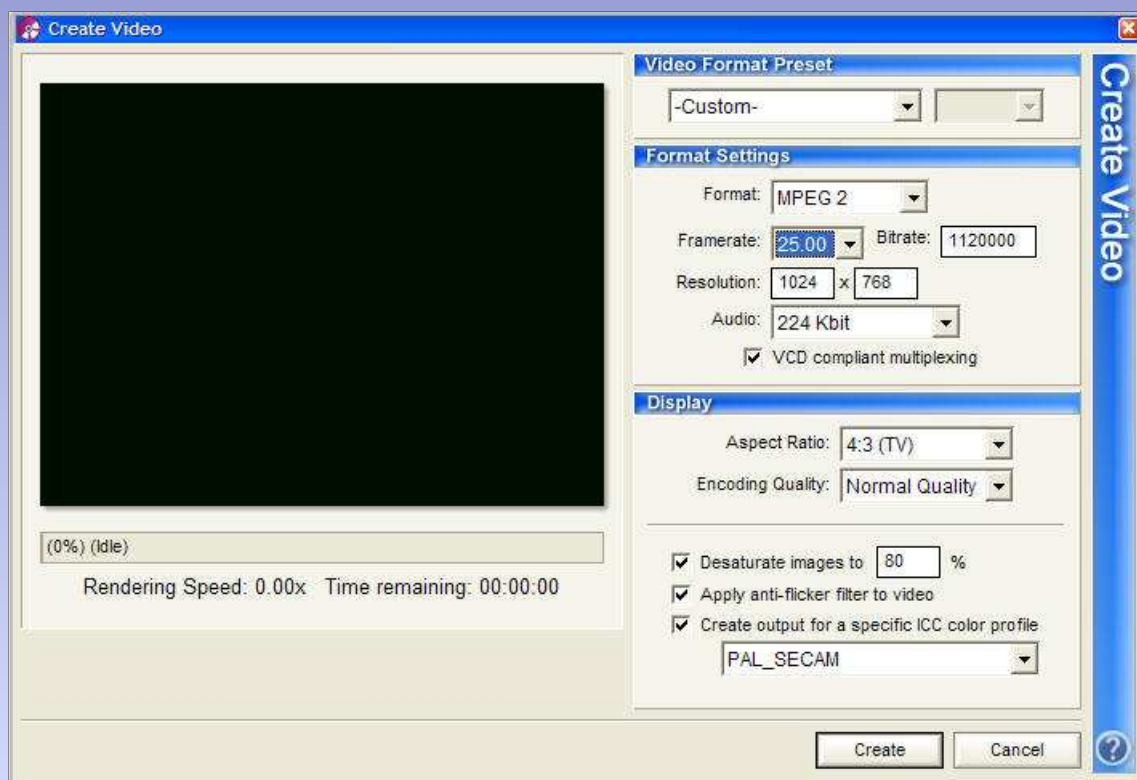 Create Video
(0%) (Idle)
Rendering Speed: 0.00x Time remaining: 00:00:00
Video Format Preset
-Custom-
Format Settings
Format: MPEG 2
Framerate: 25.00 Bitrate: 1120000
Resolution: 1024 x 768
Audio: 224 Kbit
VCD compliant multiplexing
Display
Aspect Ratio: 4:3 (TV)
Encoding Quality: Normal Quality
Desaturate images to 80 %
Apply anti-flicker filter to video
Create output for a specific ICC color profile
PAL_SECAM
Create Cancel
Create Video
?